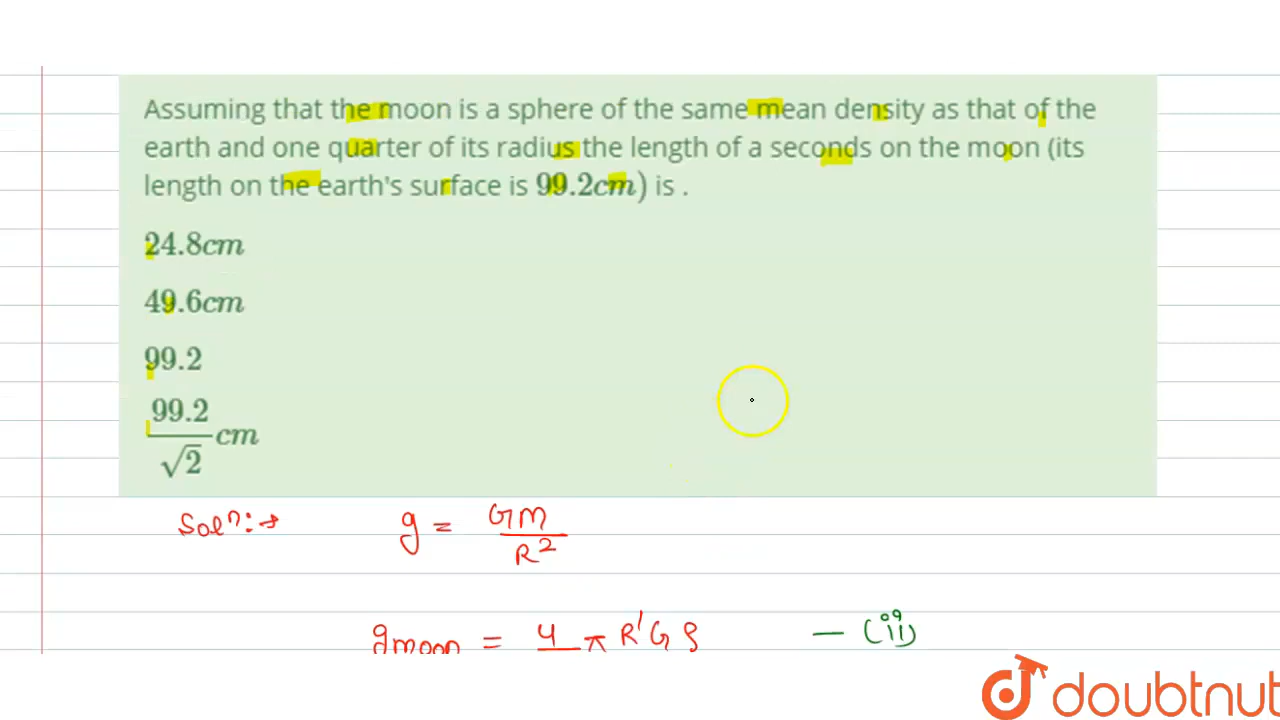 Assuming that the moon is a sphere of the same mean density as that of the
earth and one quarter of its radius the length of a seconds on the moon (its
length on the earth's surface is 99.2cm) is .
24.8cm
49.6cm
99.2
99.2/√2 cm
Solⁿ:→ g = GM/R²
gmoon = 4/ π R' G ρ — (ii)
doubtnut